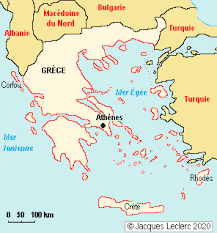 Bulgarie
Macédoine
du Nord
Turquie
Albanie
GRÈCE
Corfou
Mer Égée
Turquie
Athènes
Mer
Ionienne
Rhodes
Crète
0 50 100 km
© Jacques Leclerc 2020